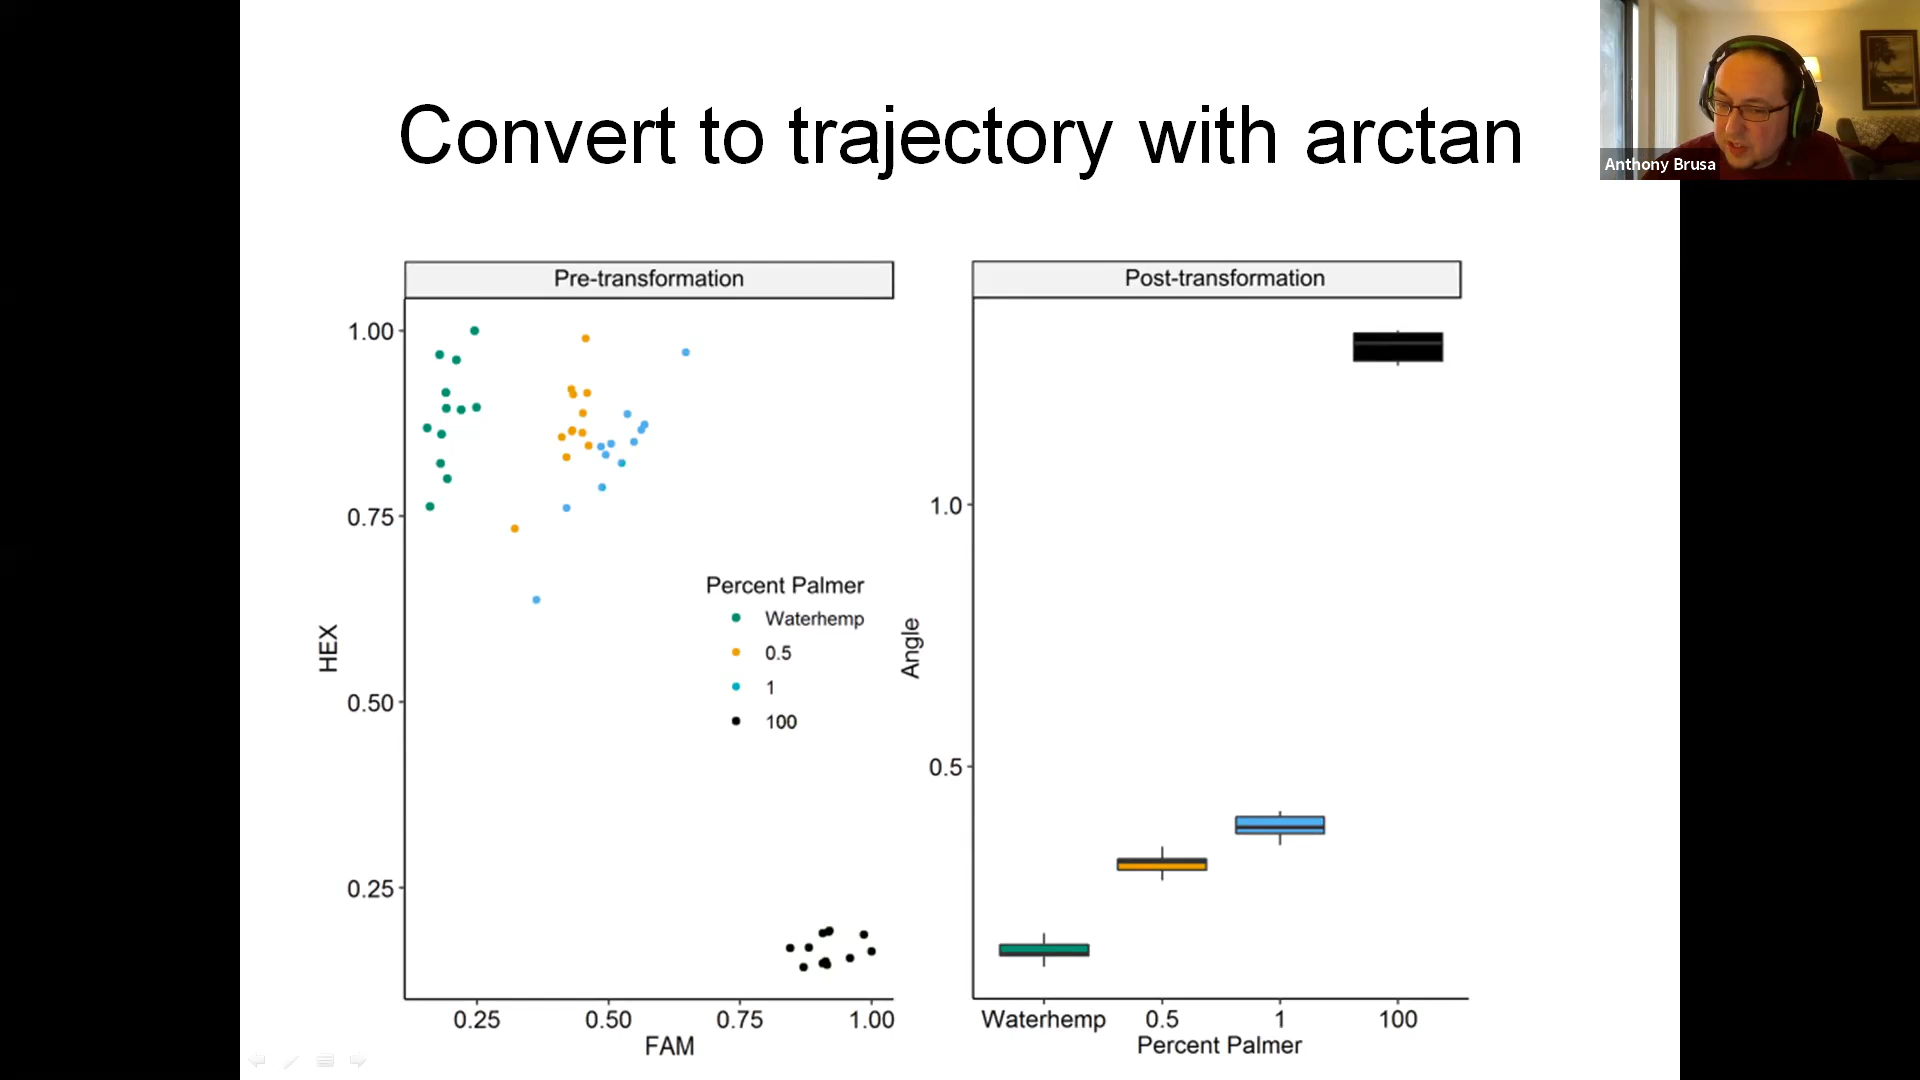 Convert to trajectory with arctan
Anthony Brusa
Pre-transformation
1.00
0.75
0.50
0.25
HEX
Percent Palmer
Waterhemp
0.5
1
100
0.25 0.50 0.75 1.00
FAM
Post-transformation
1.0
0.5
Angle
Waterhemp 0.5 1 100
Percent Palmer